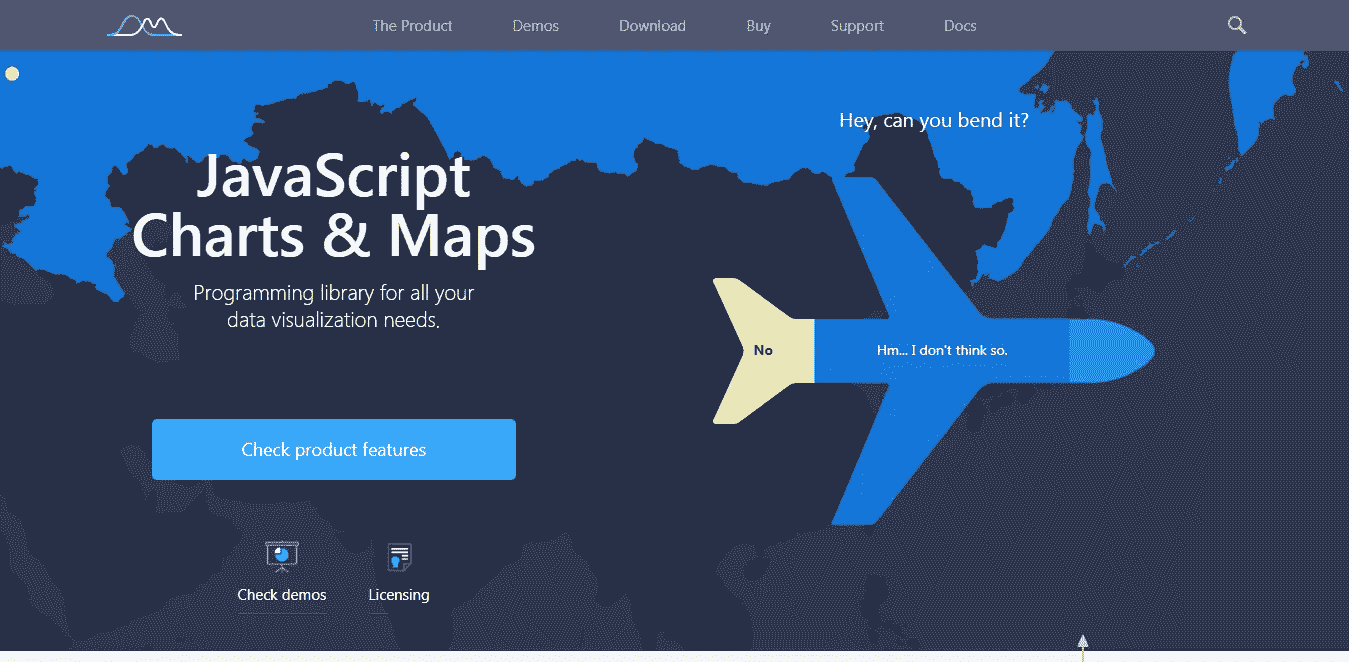 The Product
Demos
Download
Buy
Support
Docs
Hey, can you bend it?
JavaScript
Charts & Maps
Programming library for all your
data visualization needs.
No
Hm... I don't think so.
Check product features
Check demos
Licensing